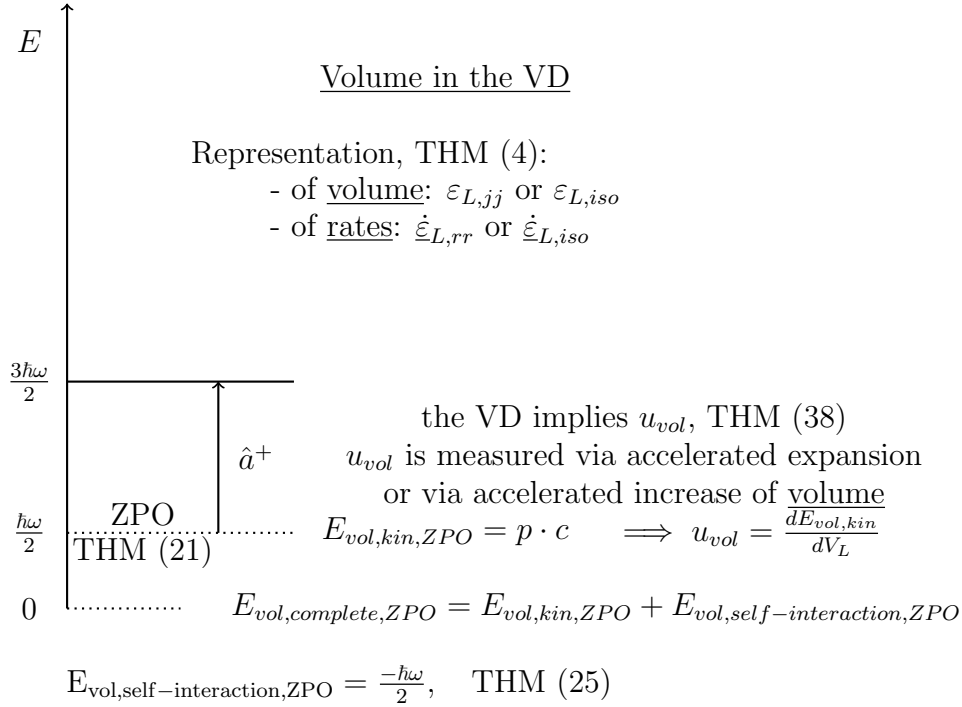 E
Volume in the VD
Representation, THM (4):
- of volume: ε_{L,jj} or ε_{L,iso}
- of rates: ε̲̇_{L,rr} or ε̲̇_{L,iso}
3ħω/2
the VD implies u_{vol}, THM (38)
â⁺
u_{vol} is measured via accelerated expansion
or via accelerated increase of volume
ZPO
ħω/2
E_{vol,kin,ZPO} = p · c ⟹ u_{vol} = dE_{vol,kin}/dV_L
THM (21)
0
E_{vol,complete,ZPO} = E_{vol,kin,ZPO} + E_{vol,self−interaction,ZPO}
E_{vol,self−interaction,ZPO} = −ħω/2, THM (25)